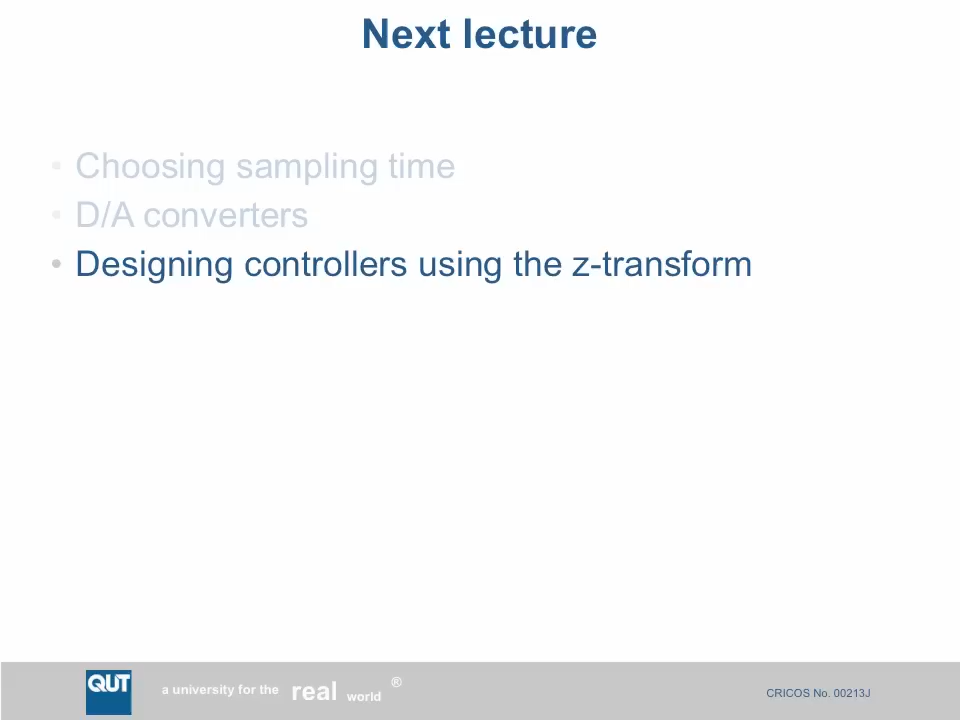 Next lecture
• Choosing sampling time
• D/A converters
• Designing controllers using the z-transform
QUT
a university for the real world ®
CRICOS No. 00213J